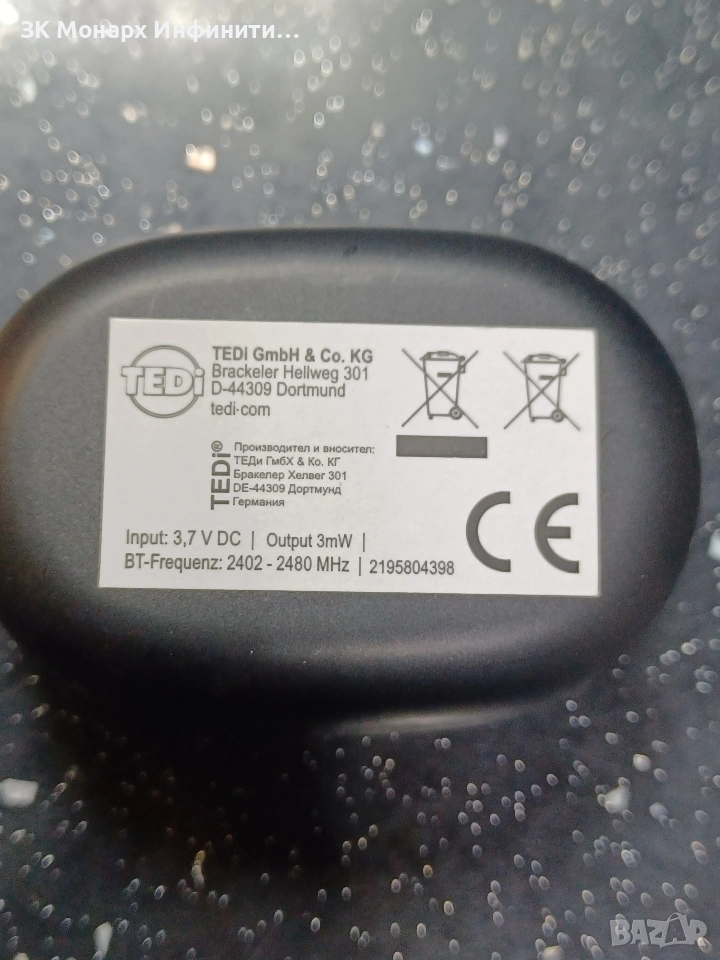 ЗК Монарх Инфинити...
TEDi
TEDi GmbH & Co. KG
Brackeler Hellweg 301
D-44309 Dortmund
tedi·com
TEDi®
Производител и вносител:
ТЕДи ГмбХ & Ко. КГ
Бракелер Хелвег 301
DE-44309 Дортмунд
Германия
CE
Input: 3,7 V DC | Output 3mW |
BT-Frequenz: 2402 - 2480 MHz | 2195804398
BAZAR